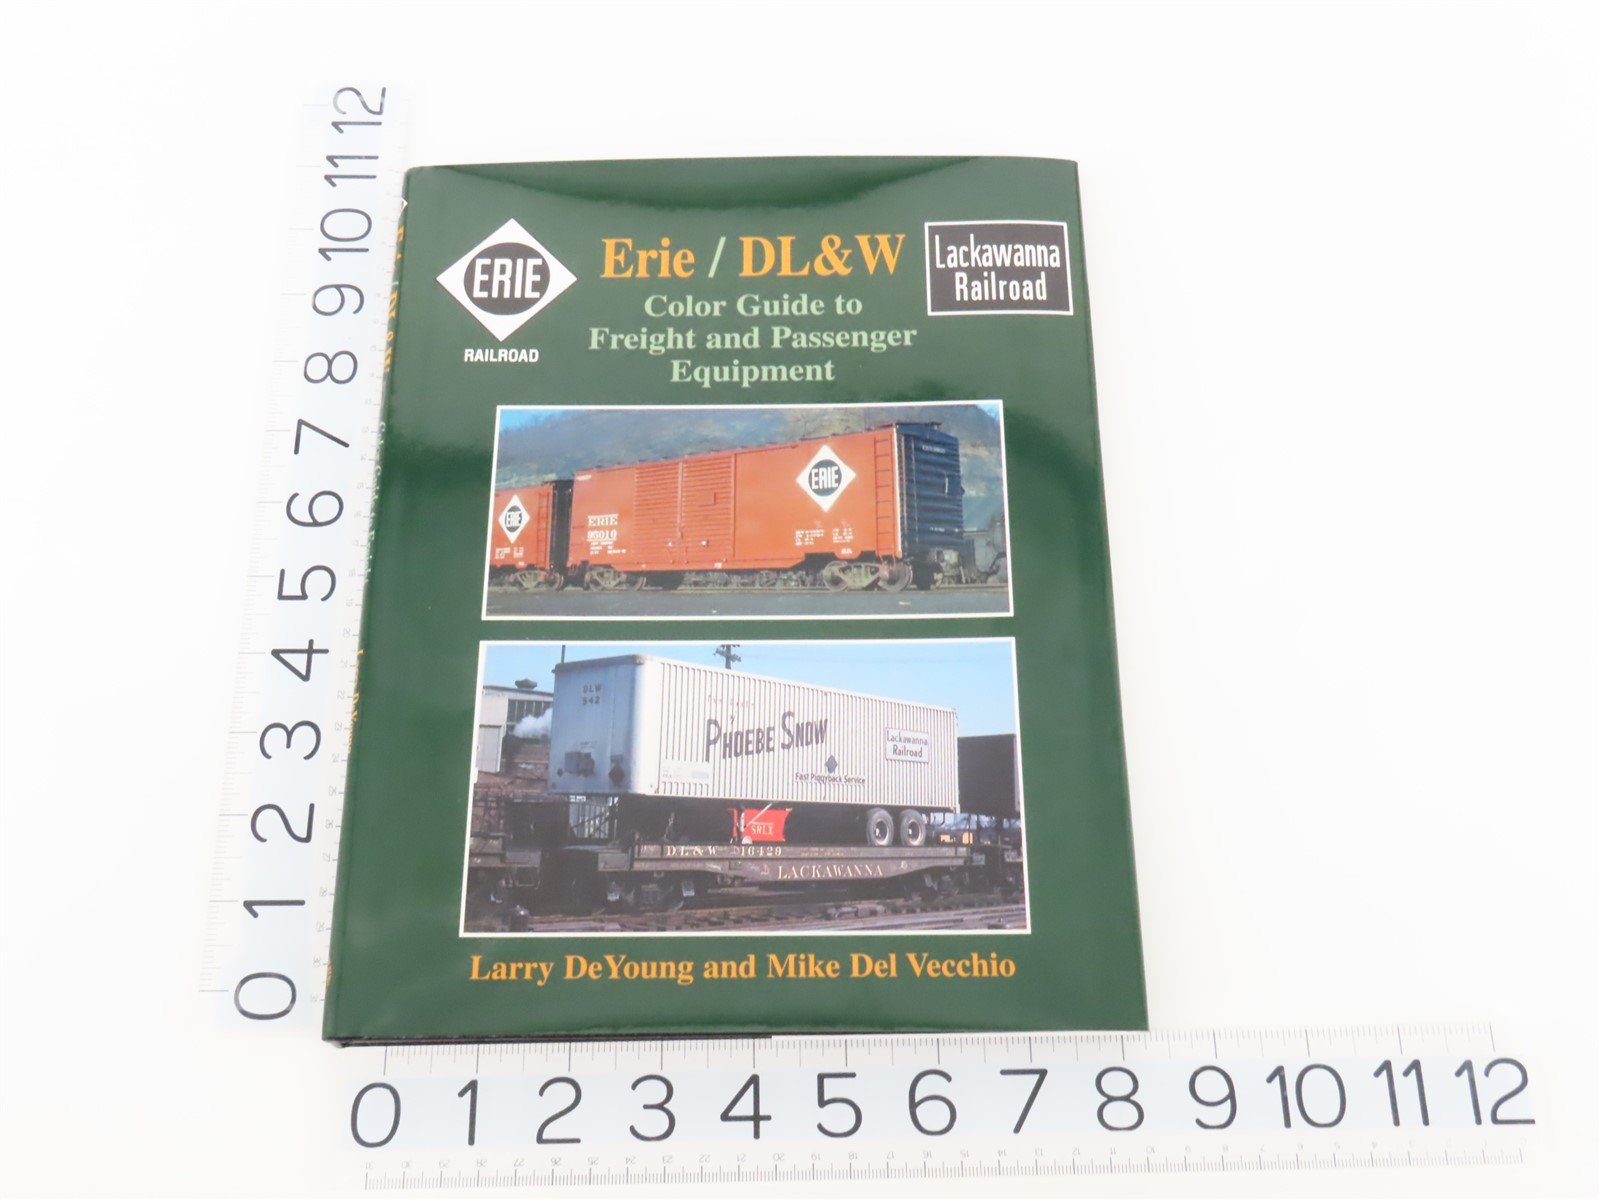 12
11
10
9
8
7
6
5
4
3
2
1
0
ERIE
RAILROAD
Erie / DL&W
Color Guide to
Freight and Passenger
Equipment
Lackawanna
Railroad
ERIE
ERIE
ERIE
95010
DLW
542
PHOEBE SNOW
Lackawanna
Railroad
Fast Piggyback Service
SRLX
DL&W 16429
LACKAWANNA
Larry DeYoung and Mike Del Vecchio
0 1 2 3 4 5 6 7 8 9 10 11 12